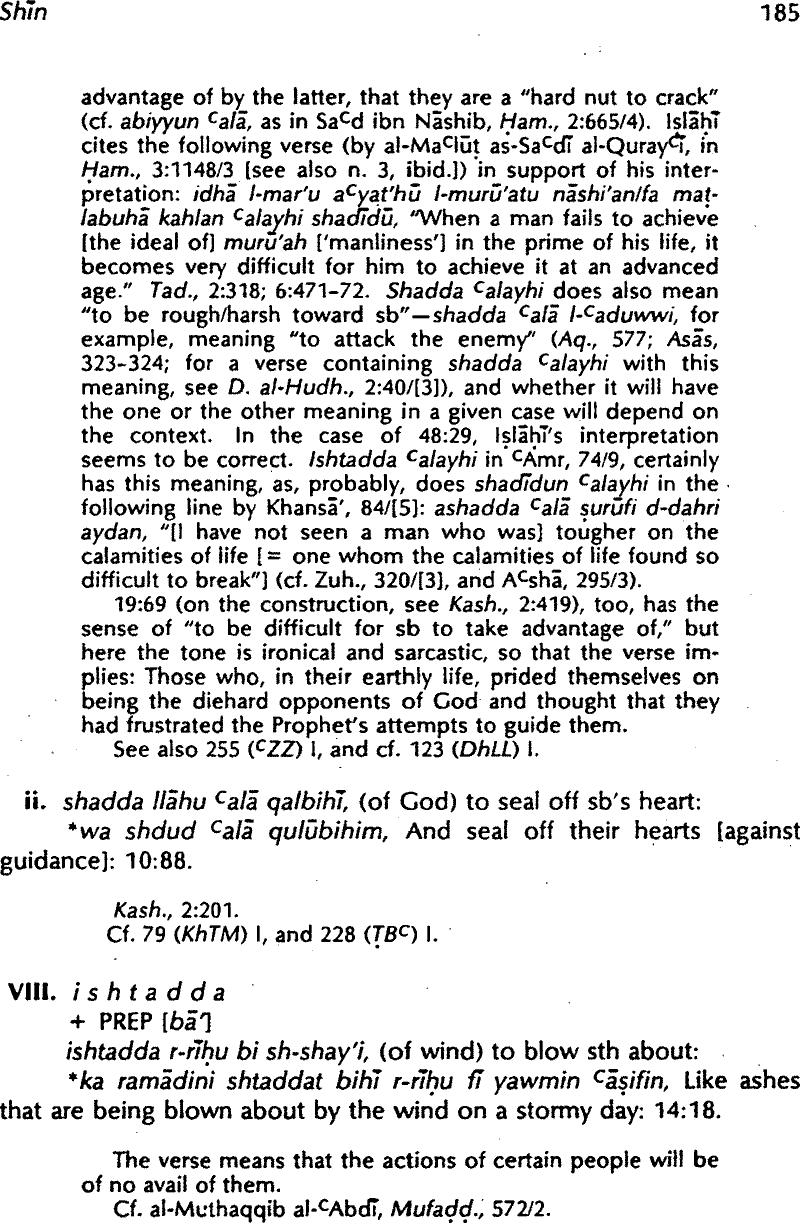 Shīn 185
advantage of by the latter, that they are a "hard nut to crack"
(cf. abiyyun ᶜalā, as in Saᶜd ibn Nāshib, Ḥam., 2:665/4). Iṣlāḥī
cites the following verse (by al-Maᶜlūṭ as-Saᶜdī al-Qurayᶜī, in
Ḥam., 3:1148/3 [see also n. 3, ibid.]) in support of his inter-
pretation: idhā l-mar'u aᶜyat'hū l-murū'atu nāshi'an/fa maṭ-
labuhā kahlan ᶜalayhi shadīdū, "When a man fails to achieve
[the ideal of] murū'ah ['manliness'] in the prime of his life, it
becomes very difficult for him to achieve it at an advanced
age." Tad., 2:318; 6:471-72. Shadda ᶜalayhi does also mean
"to be rough/harsh toward sb"—shadda ᶜalā l-ᶜaduwwi, for
example, meaning "to attack the enemy" (Aq., 577; Asās,
323-324; for a verse containing shadda ᶜalayhi with this
meaning, see D. al-Hudh., 2:40/[3]), and whether it will have
the one or the other meaning in a given case will depend on
the context. In the case of 48:29, Iṣlāḥī's interpretation
seems to be correct. Ishtadda ᶜalayhi in ᶜAmr, 74/9, certainly
has this meaning, as, probably, does shadīdun ᶜalayhi in the
following line by Khansā', 84/[5]: ashadda ᶜalā ṣurūfi d-dahri
aydan, "[I have not seen a man who was] tougher on the
calamities of life [= one whom the calamities of life found so
difficult to break"] (cf. Zuh., 320/[3], and Aᶜshā, 295/3).
19:69 (on the construction, see Kash., 2:419), too, has the
sense of "to be difficult for sb to take advantage of," but
here the tone is ironical and sarcastic, so that the verse im-
plies: Those who, in their earthly life, prided themselves on
being the diehard opponents of God and thought that they
had frustrated the Prophet's attempts to guide them.
See also 255 (ᶜZZ) I, and cf. 123 (DhLL) I.
ii. shadda llāhu ᶜalā qalbihī, (of God) to seal off sb's heart:
*wa shdud ᶜalā qulūbihim, And seal off their hearts [against
guidance]: 10:88.
Kash., 2:201.
Cf. 79 (KhTM) I, and 228 (ṬBᶜ) I.
VIII. i s h t a d d a
+ PREP [bā']
ishtadda r-rīḥu bi sh-shay'i, (of wind) to blow sth about:
*ka ramādini shtaddat bihī r-rīḥu fī yawmin ᶜāṣifin, Like ashes
that are being blown about by the wind on a stormy day: 14:18.
The verse means that the actions of certain people will be
of no avail of them.
Cf. al-Muthaqqib al-ᶜAbdī, Mufaḍḍ., 572/2.